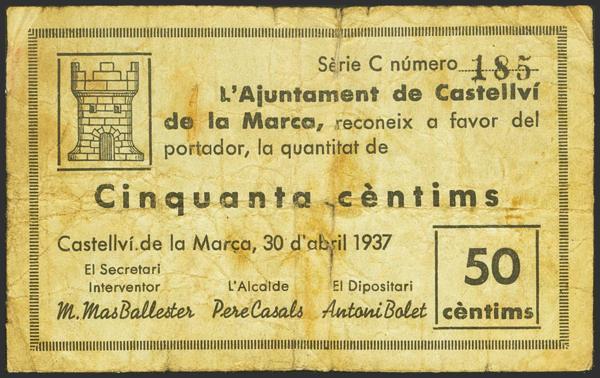 Sèrie C número 185
L'Ajuntament de Castellví
de la Marca, reconeix a favor del
portador, la quantitat de
Cinquanta cèntims
Castellví de la Marca, 30 d'abril 1937
El Secretari
Interventor
M. Mas Ballester
L'Alcalde
Pere Casals
El Dipositari
Antoni Bolet
50
cèntims